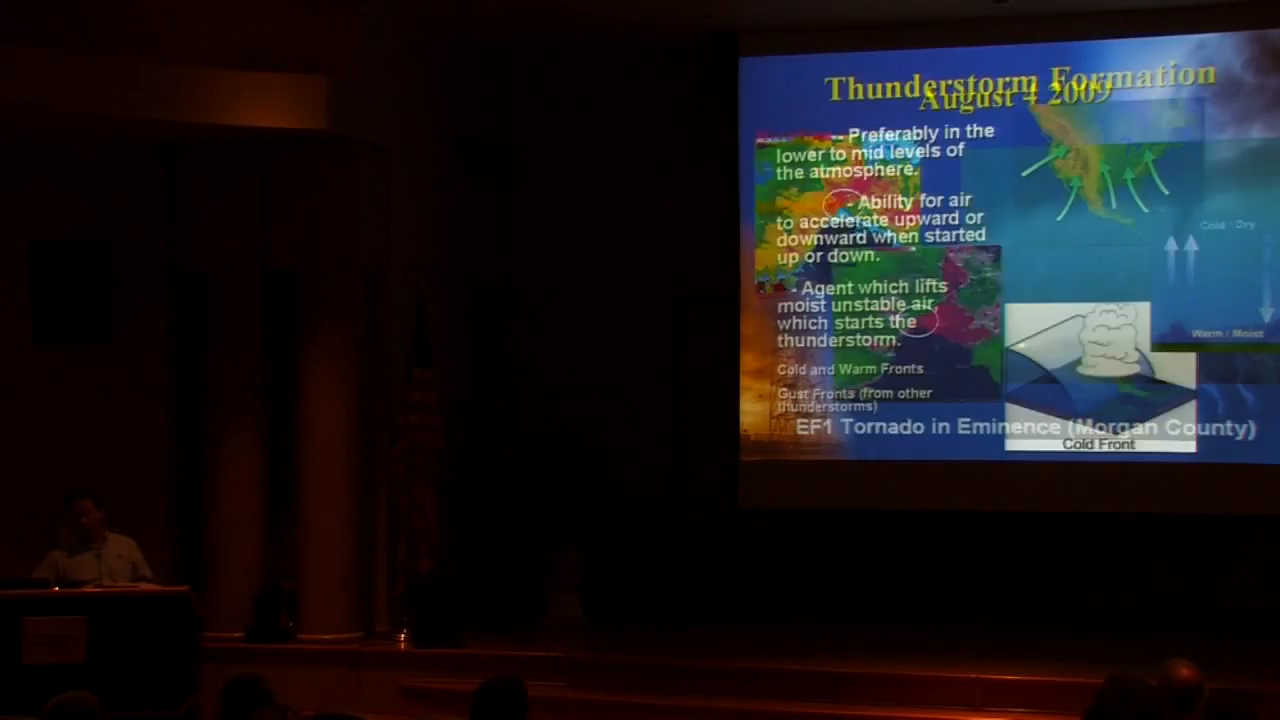 Thunderstorm Formation
August 4 2009
- Preferably in the
lower to mid levels of
the atmosphere.
- Ability for air
to accelerate upward or
downward when started
up or down.
- Agent which lifts
moist unstable air,
which starts the
thunderstorm.
Cold and Warm Fronts
Gust Fronts (from other
thunderstorms)
Cold / Dry
Warm / Moist
EF1 Tornado in Eminence (Morgan County)
Cold Front